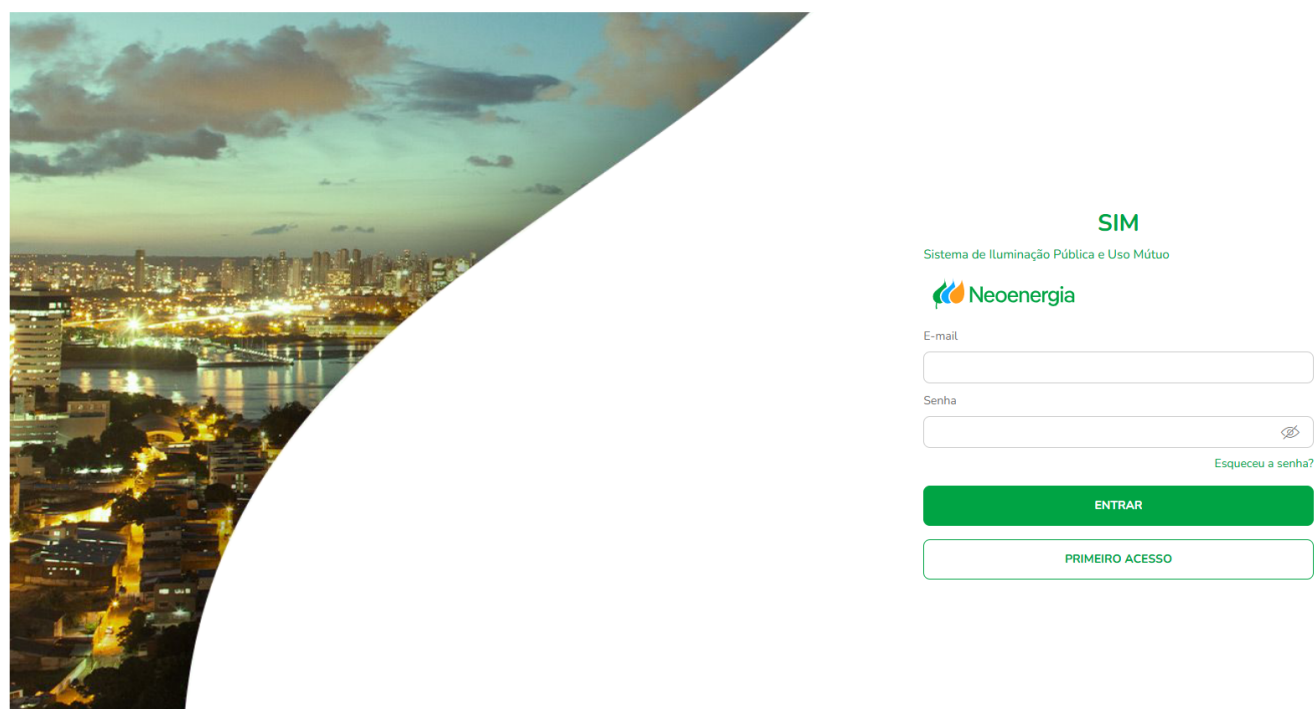 SIM
Sistema de Iluminação Pública e Uso Mútuo
Neoenergia
E-mail
Senha
Esqueceu a senha?
ENTRAR
PRIMEIRO ACESSO